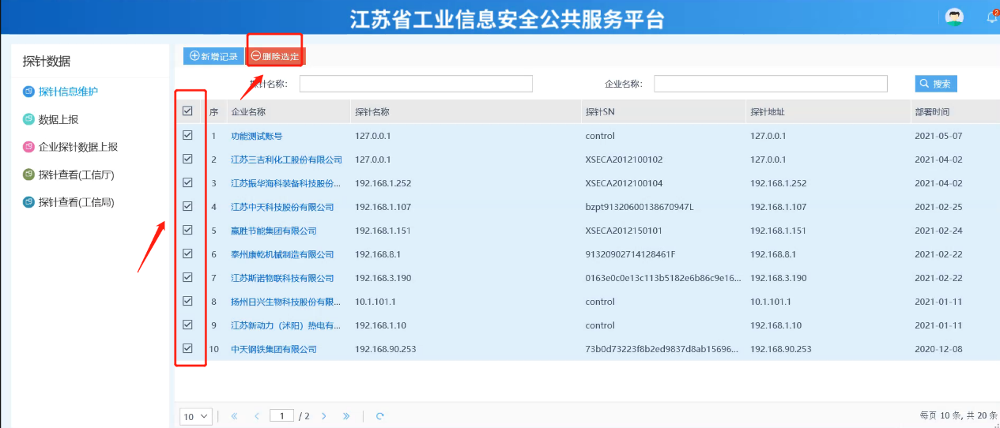 江苏省工业信息安全公共服务平台
2
探针数据
探针信息维护
数据上报
企业探针数据上报
探针查看(工信厅)
探针查看(工信局)
新增记录 删除选定
探针名称: 企业名称: 搜索
序 企业名称 探针名称 探针SN 探针地址 部署时间
1 功能测试账号 127.0.0.1 control 127.0.0.1 2021-05-07
2 江苏三吉利化工股份有限公司 127.0.0.1 XSECA2012100102 127.0.0.1 2021-04-02
3 江苏振华海科装备科技股份... 192.168.1.252 XSECA2012100104 192.168.1.252 2021-04-02
4 江苏中天科技股份有限公司 192.168.1.107 bzpt91320600138670947L 192.168.1.107 2021-02-25
5 赢胜节能集团有限公司 192.168.1.151 XSECA2012150101 192.168.1.151 2021-02-24
6 泰州康乾机械制造有限公司 192.168.8.1 91320902714128461F 192.168.8.1 2021-02-22
7 江苏斯诺物联科技有限公司 192.168.3.190 0163e0c0e13c113b5182e6b86c9e16... 192.168.3.190 2021-02-22
8 扬州日兴生物科技股份有限... 10.1.101.1 control 10.1.101.1 2021-01-11
9 江苏新动力（沭阳）热电有... 192.168.1.10 control 192.168.1.10 2021-01-11
10 中天钢铁集团有限公司 192.168.90.253 73b0d73223f8b2ed9837d8ab15696... 192.168.90.253 2020-12-08
10 1 / 2 每页 10 条, 共 20 条